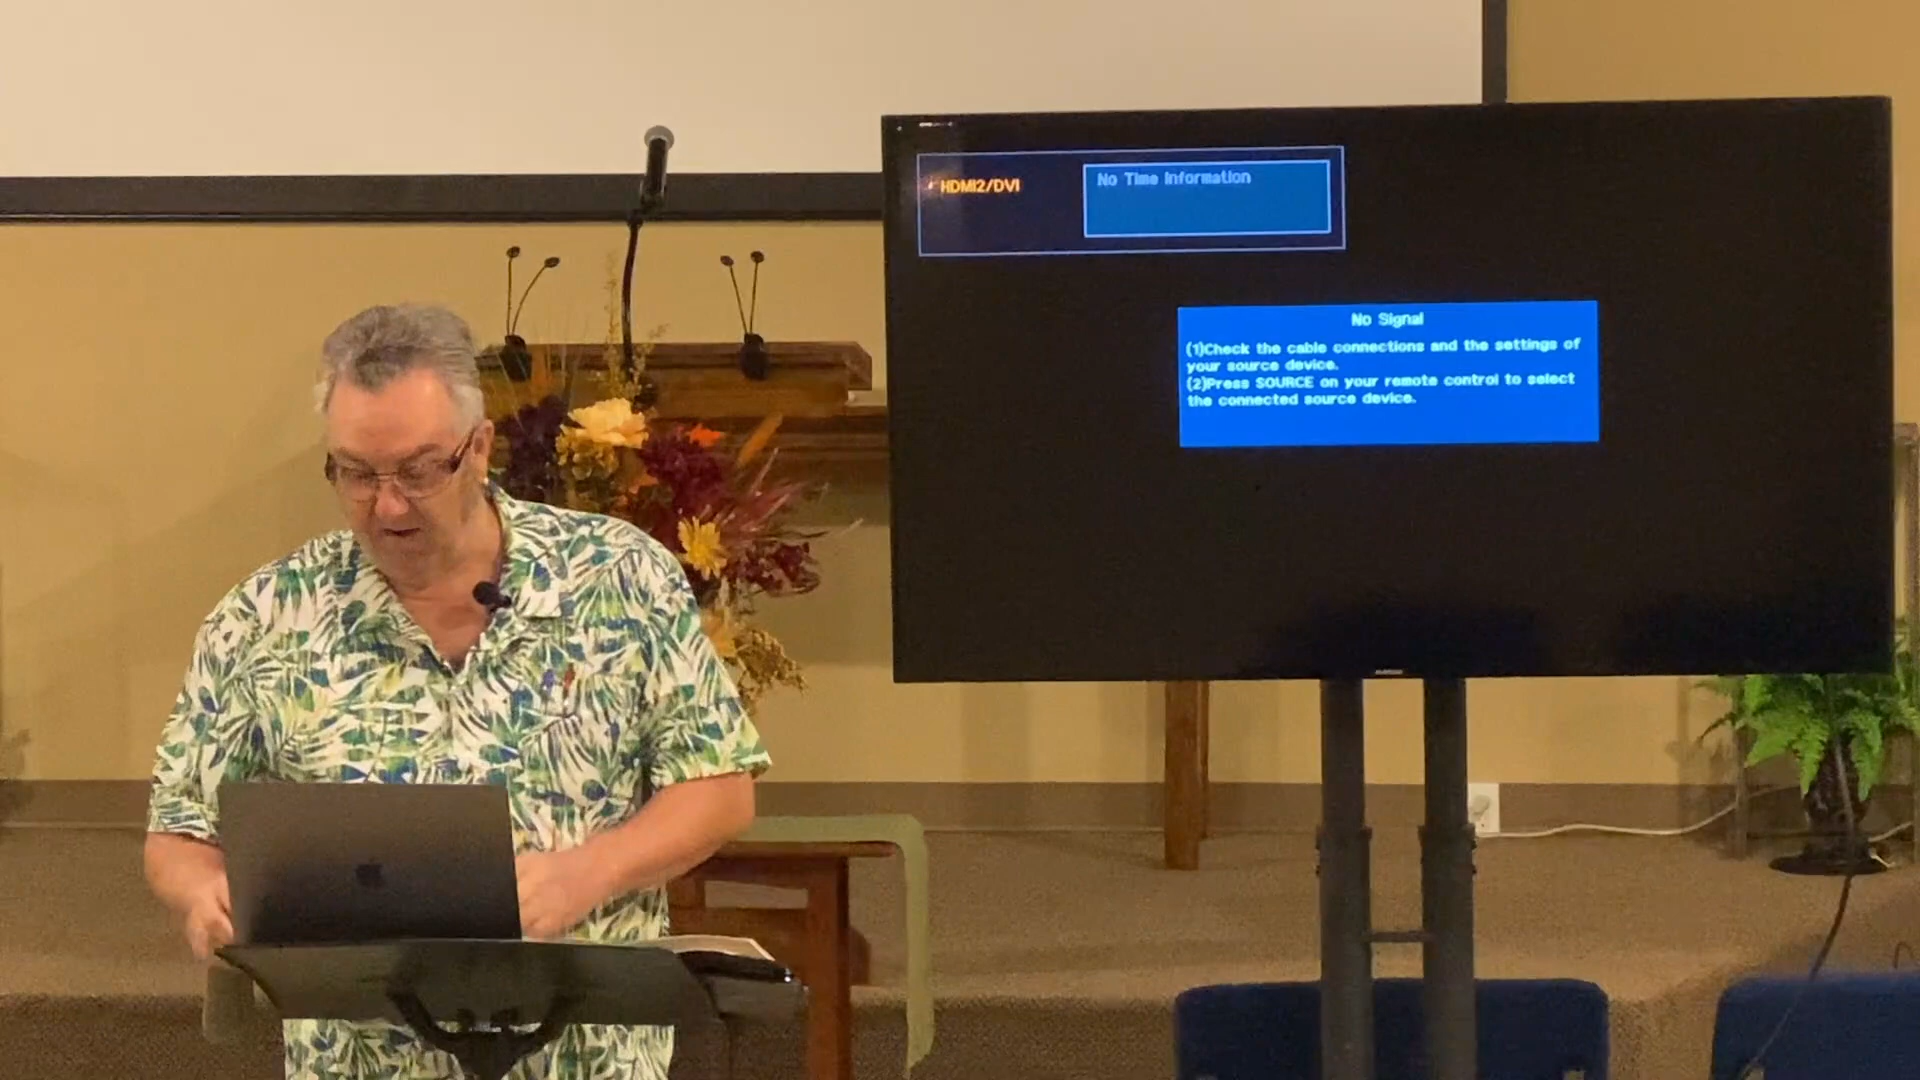 HDMI2/DVI
No Time Information
No Signal
(1)Check the cable connections and the settings of
your source device.
(2)Press SOURCE on your remote control to select
the connected source device.